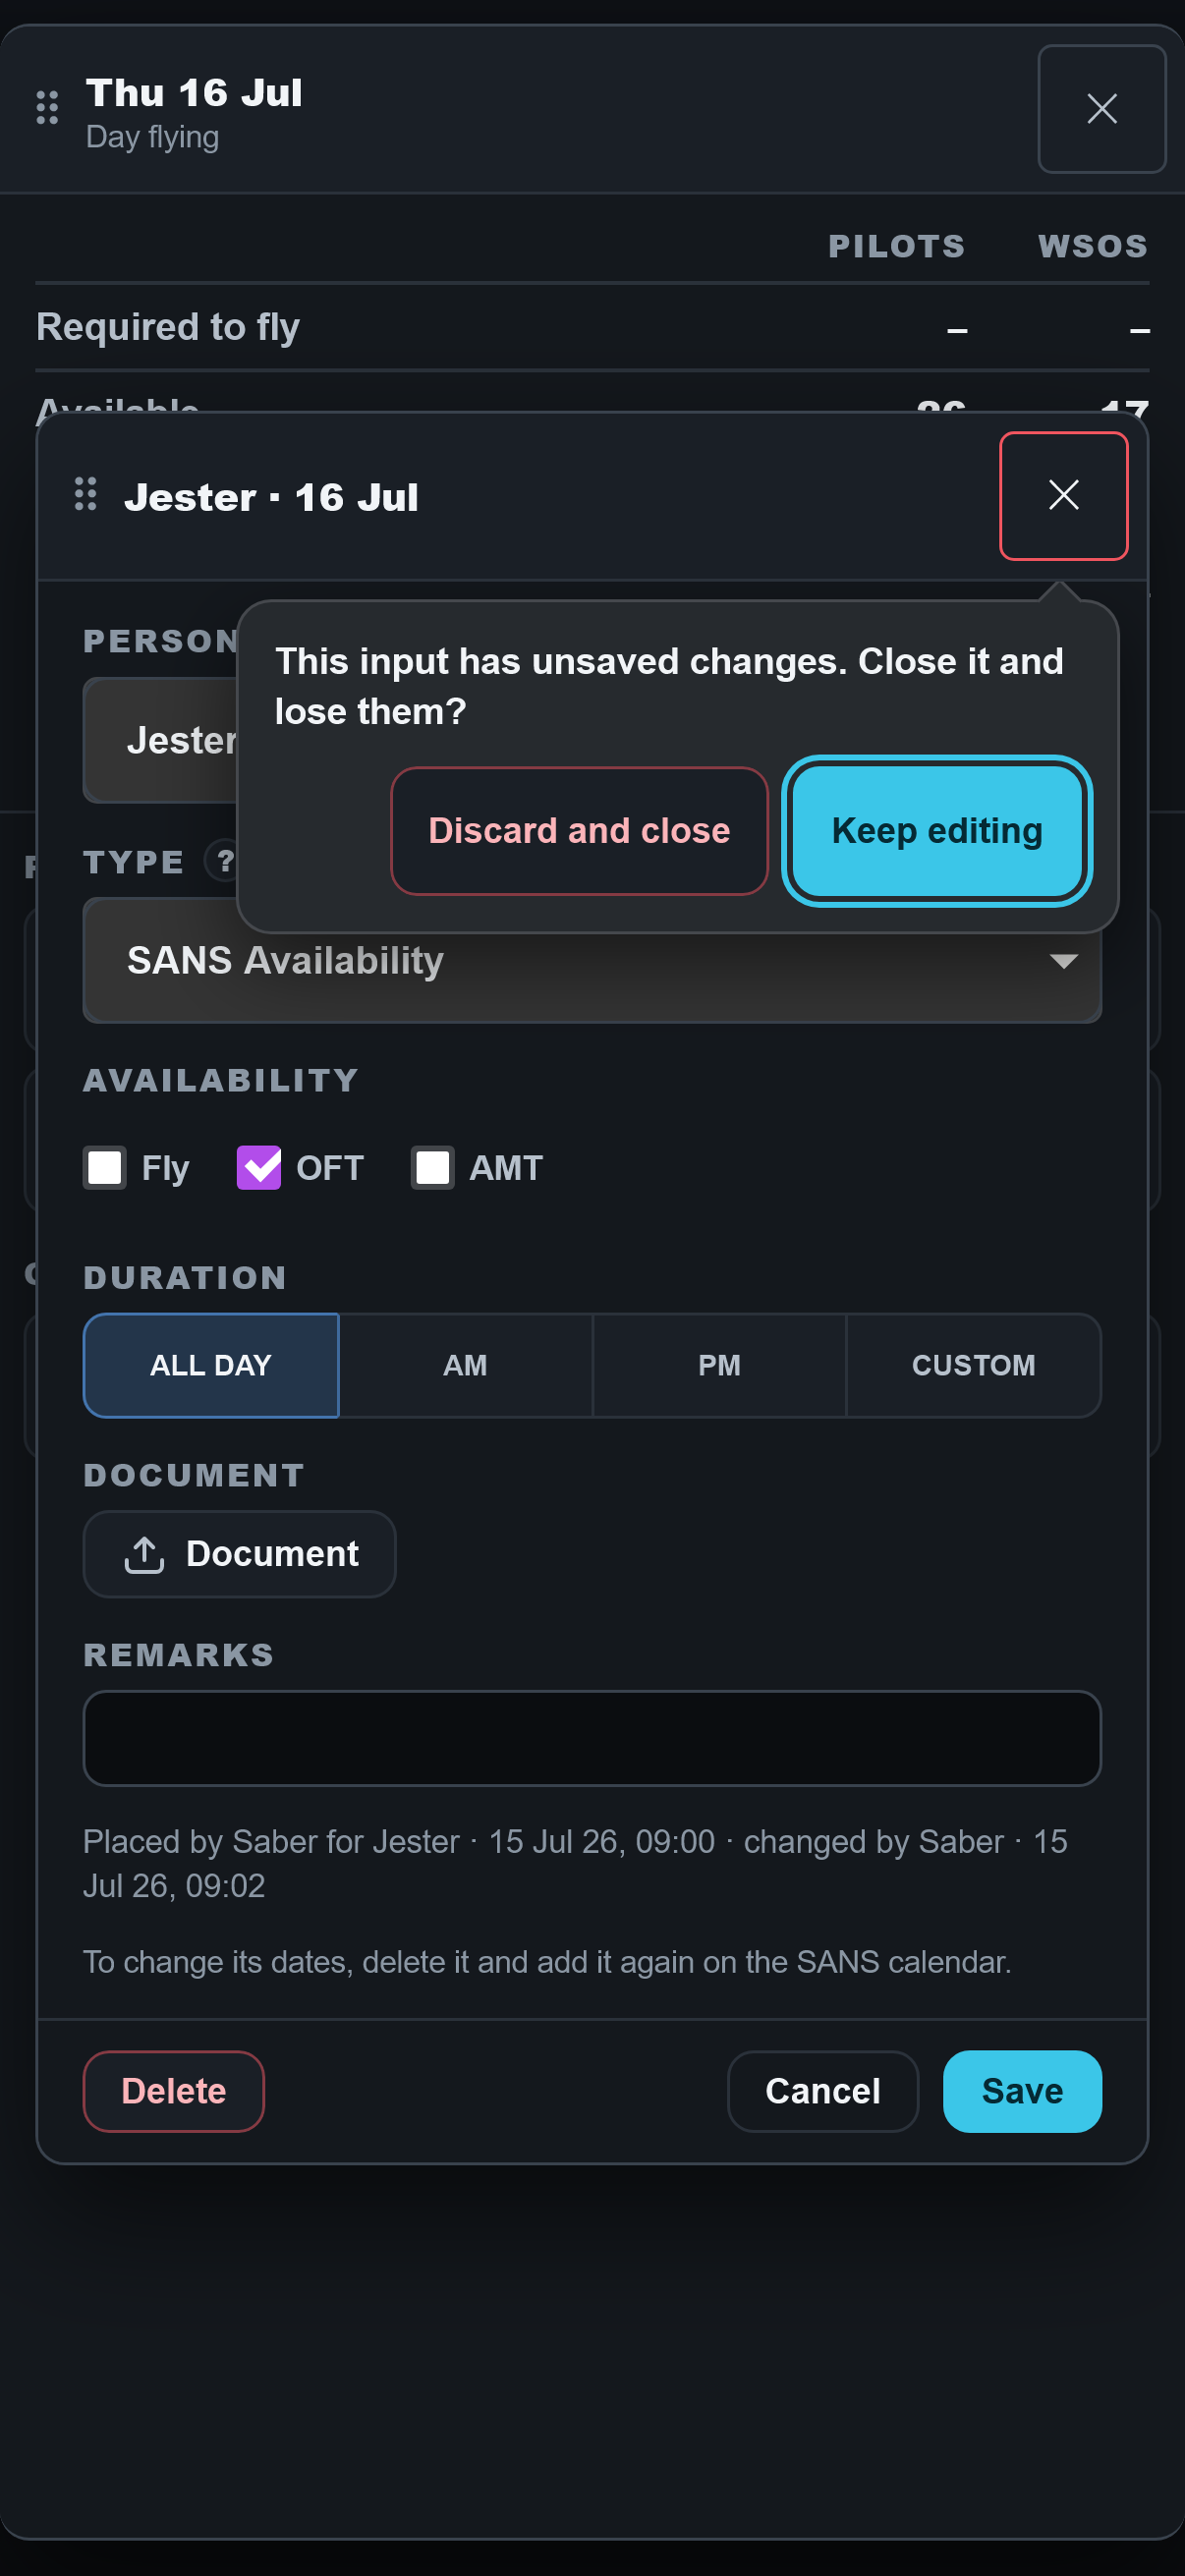 Thu 16 Jul
Day flying
PILOTS WSOS
Required to fly – –
Available 26 17
Jester · 16 Jul
This input has unsaved changes. Close it and
lose them?
Discard and close Keep editing
PERSON
Jester
TYPE ?
SANS Availability
AVAILABILITY
Fly OFT AMT
DURATION
ALL DAY AM PM CUSTOM
DOCUMENT
Document
REMARKS
Placed by Saber for Jester · 15 Jul 26, 09:00 · changed by Saber · 15
Jul 26, 09:02
To change its dates, delete it and add it again on the SANS calendar.
Delete Cancel Save